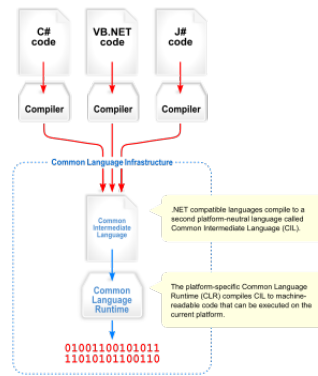 C#
code
VB.NET
code
J#
code
Compiler
Compiler
Compiler
Common Language Infrastructure
Common
Intermediate
Language
.NET compatible languages compile to a
second platform-neutral language called
Common Intermediate Language (CIL).
Common
Language
Runtime
The platform-specific Common Language
Runtime (CLR) compiles CIL to machine-
readable code that can be executed on the
current platform.
01001100101011
11010101100110